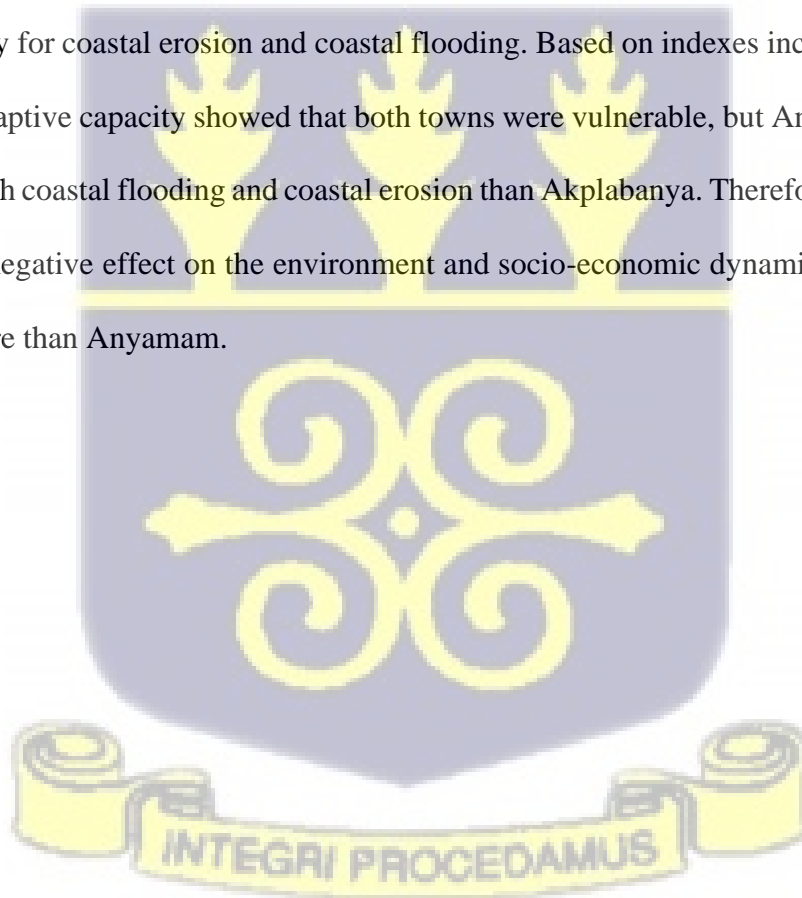 y for coastal erosion and coastal flooding. Based on indexes inc
aptive capacity showed that both towns were vulnerable, but An
h coastal flooding and coastal erosion than Akplabanya. Therefo
negative effect on the environment and socio-economic dynami
re than Anyamam.
INTEGRI PROCEDAMUS